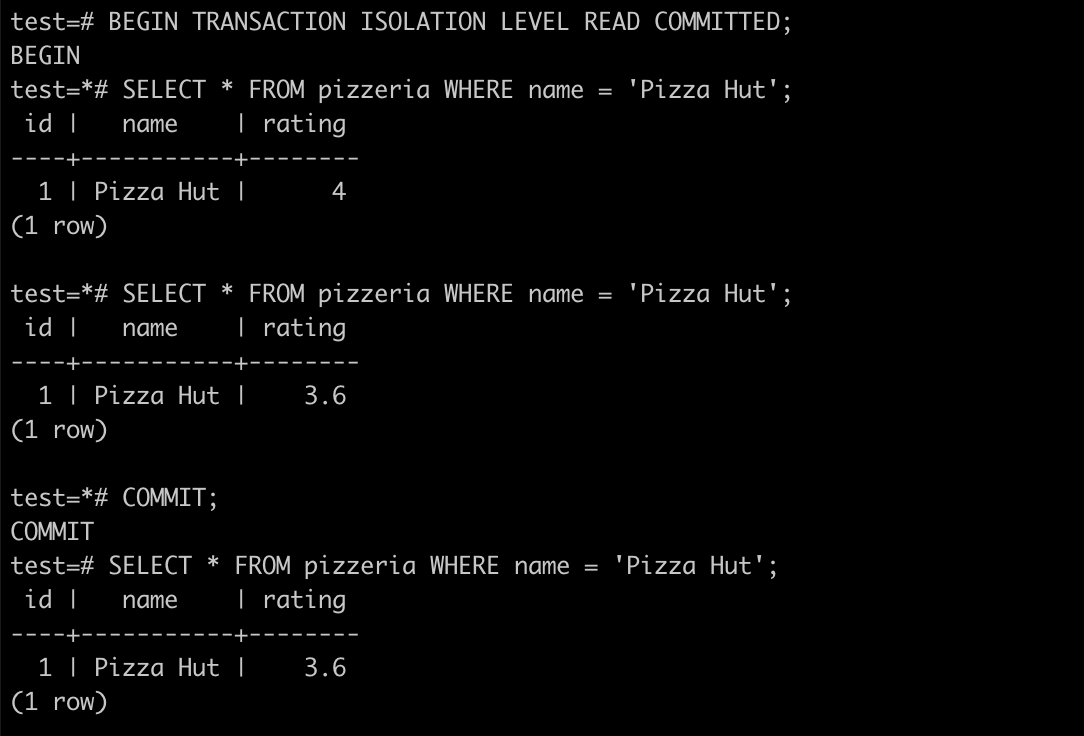 test=# BEGIN TRANSACTION ISOLATION LEVEL READ COMMITTED;
BEGIN
test=*# SELECT * FROM pizzeria WHERE name = 'Pizza Hut';
 id |   name    | rating
----+-----------+--------
  1 | Pizza Hut |      4
(1 row)

test=*# SELECT * FROM pizzeria WHERE name = 'Pizza Hut';
 id |   name    | rating
----+-----------+--------
  1 | Pizza Hut |    3.6
(1 row)

test=*# COMMIT;
COMMIT
test=# SELECT * FROM pizzeria WHERE name = 'Pizza Hut';
 id |   name    | rating
----+-----------+--------
  1 | Pizza Hut |    3.6
(1 row)